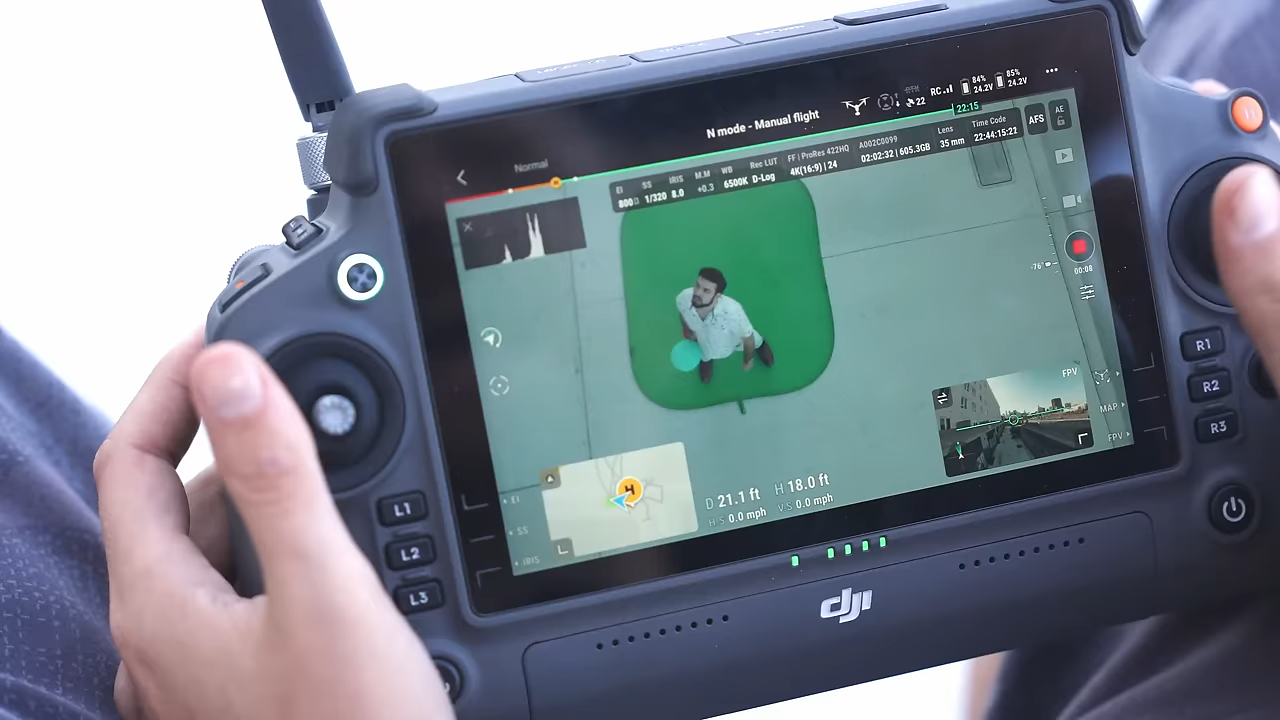 N mode - Manual flight
RTK
22
RC
84%
24.2V
85%
24.2V
...
Normal
22:15
EI
800
SS
1/320
IRIS
8.0
M.M
+0.3
WB
6500K
Rec LUT
D-Log
FF | ProRes 422HQ
4K(16:9) | 24
A002C0099
02:02:32 | 605.3GB
Lens
35 mm
Time Code
22:44:15:22
AFS
AE
-76°
00:08
FPV
MAP
FPV
EI
SS
IRIS
H
D 21.1 ft H 18.0 ft
H.S 0.0 mph V.S 0.0 mph
L1
L2
L3
R1
R2
R3
dji